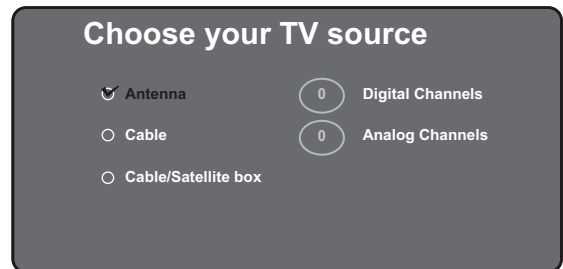 Choose your TV source
Antenna 0 Digital Channels
Cable 0 Analog Channels
Cable/Satellite box